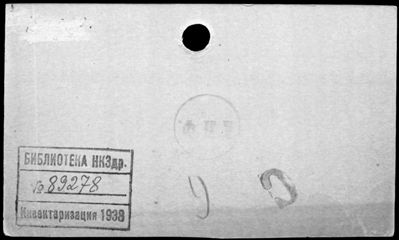 БИБЛИОТЕКА НКЗдр.
№ 89278
Инвентаризация 1938